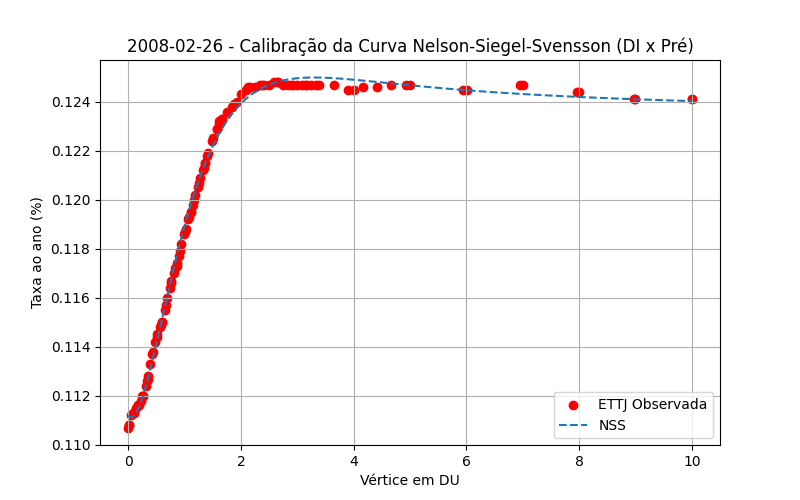 2008-02-26 - Calibração da Curva Nelson-Siegel-Svensson (DI x Pré)
Taxa ao ano (%)
0.124
0.122
0.120
0.118
0.116
0.114
0.112
0.110
ETTJ Observada
NSS
0 2 4 6 8 10
Vértice em DU